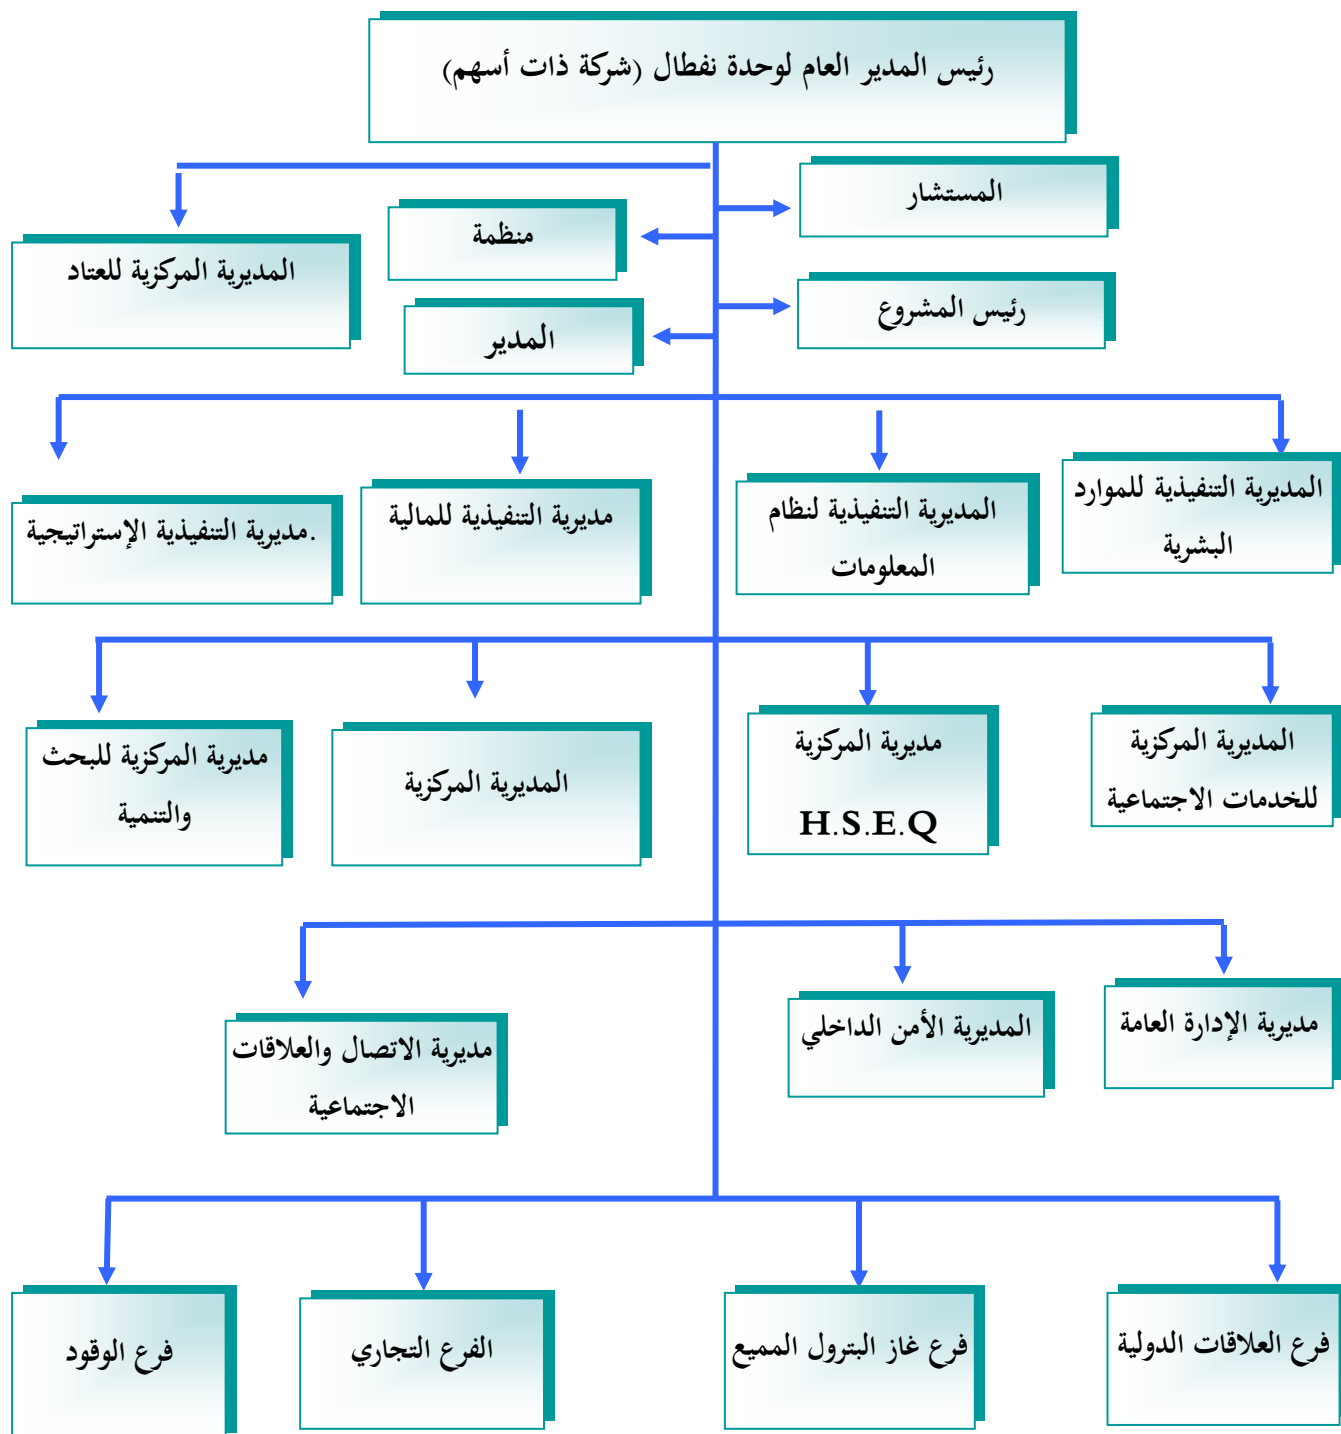 رئيس المدير العام لوحدة نفطال (شركة ذات أسهم)
المستشار
منظمة
المديرية المركزية للعتاد
رئيس المشروع
المدير
المديرية التنفيذية للموارد
البشرية
المديرية التنفيذية لنظام
المعلومات
مديرية التنفيذية للمالية
مديرية التنفيذية الإستراتيجية.
المديرية المركزية
للخدمات الاجتماعية
مديرية المركزية
H.S.E.Q
المديرية المركزية
مديرية المركزية للبحث
والتنمية
مديرية الإدارة العامة
المديرية الأمن الداخلي
مديرية الاتصال والعلاقات
الاجتماعية
فرع العلاقات الدولية
فرع غاز البترول المميع
الفرع التجاري
فرع الوقود